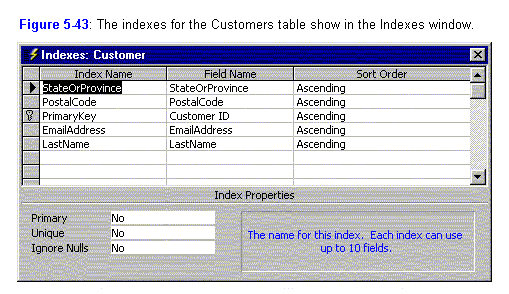 Figure 5-43: The indexes for the Customers table show in the Indexes window.
Indexes: Customer
Index Name Field Name Sort Order
StateOrProvince StateOrProvince Ascending
PostalCode PostalCode Ascending
PrimaryKey Customer ID Ascending
EmailAddress EmailAddress Ascending
LastName LastName Ascending
Index Properties
Primary No
Unique No
Ignore Nulls No
The name for this index. Each index can use
up to 10 fields.